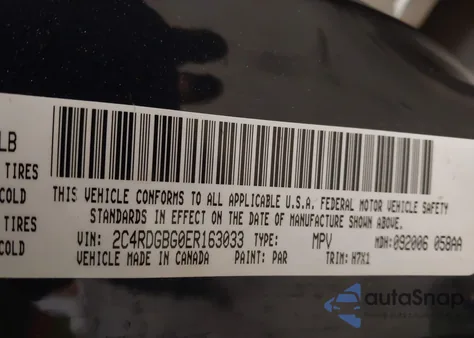 LB
TIRES
COLD
TIRES
COLD
THIS VEHICLE CONFORMS TO ALL APPLICABLE U.S.A. FEDERAL MOTOR VEHICLE SAFETY
STANDARDS IN EFFECT ON THE DATE OF MANUFACTURE SHOWN ABOVE.
VIN: 2C4RDGBG0ER163033 TYPE: MPV MDH:092006 058AA
VEHICLE MADE IN CANADA PAINT: PAR TRIM: H7X1
autoSnap